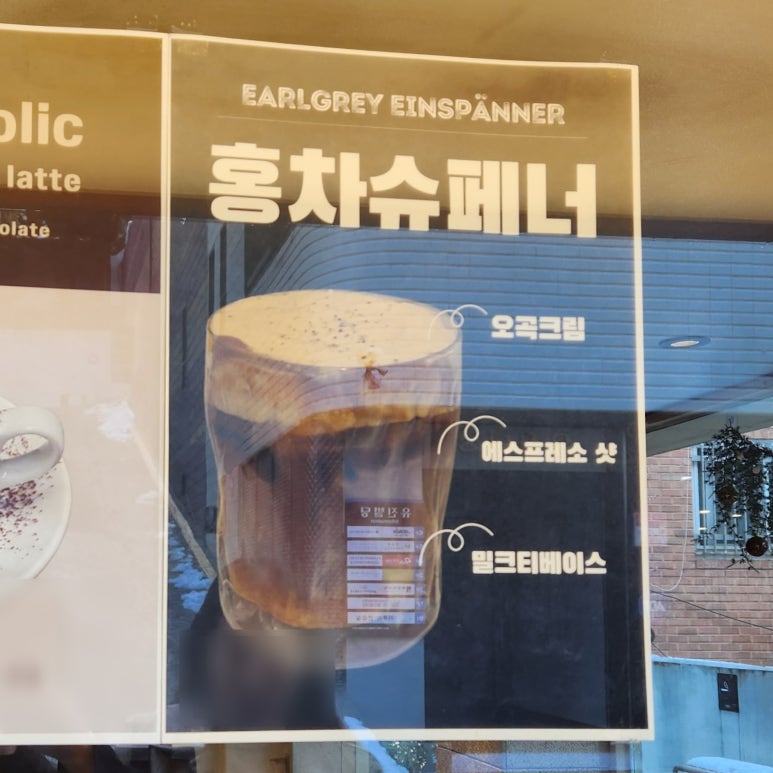 olic
latte
olate
EARLGREY EINSPÄNNER
홍차슈페너
오곡크림
에스프레소 샷
밀크티베이스